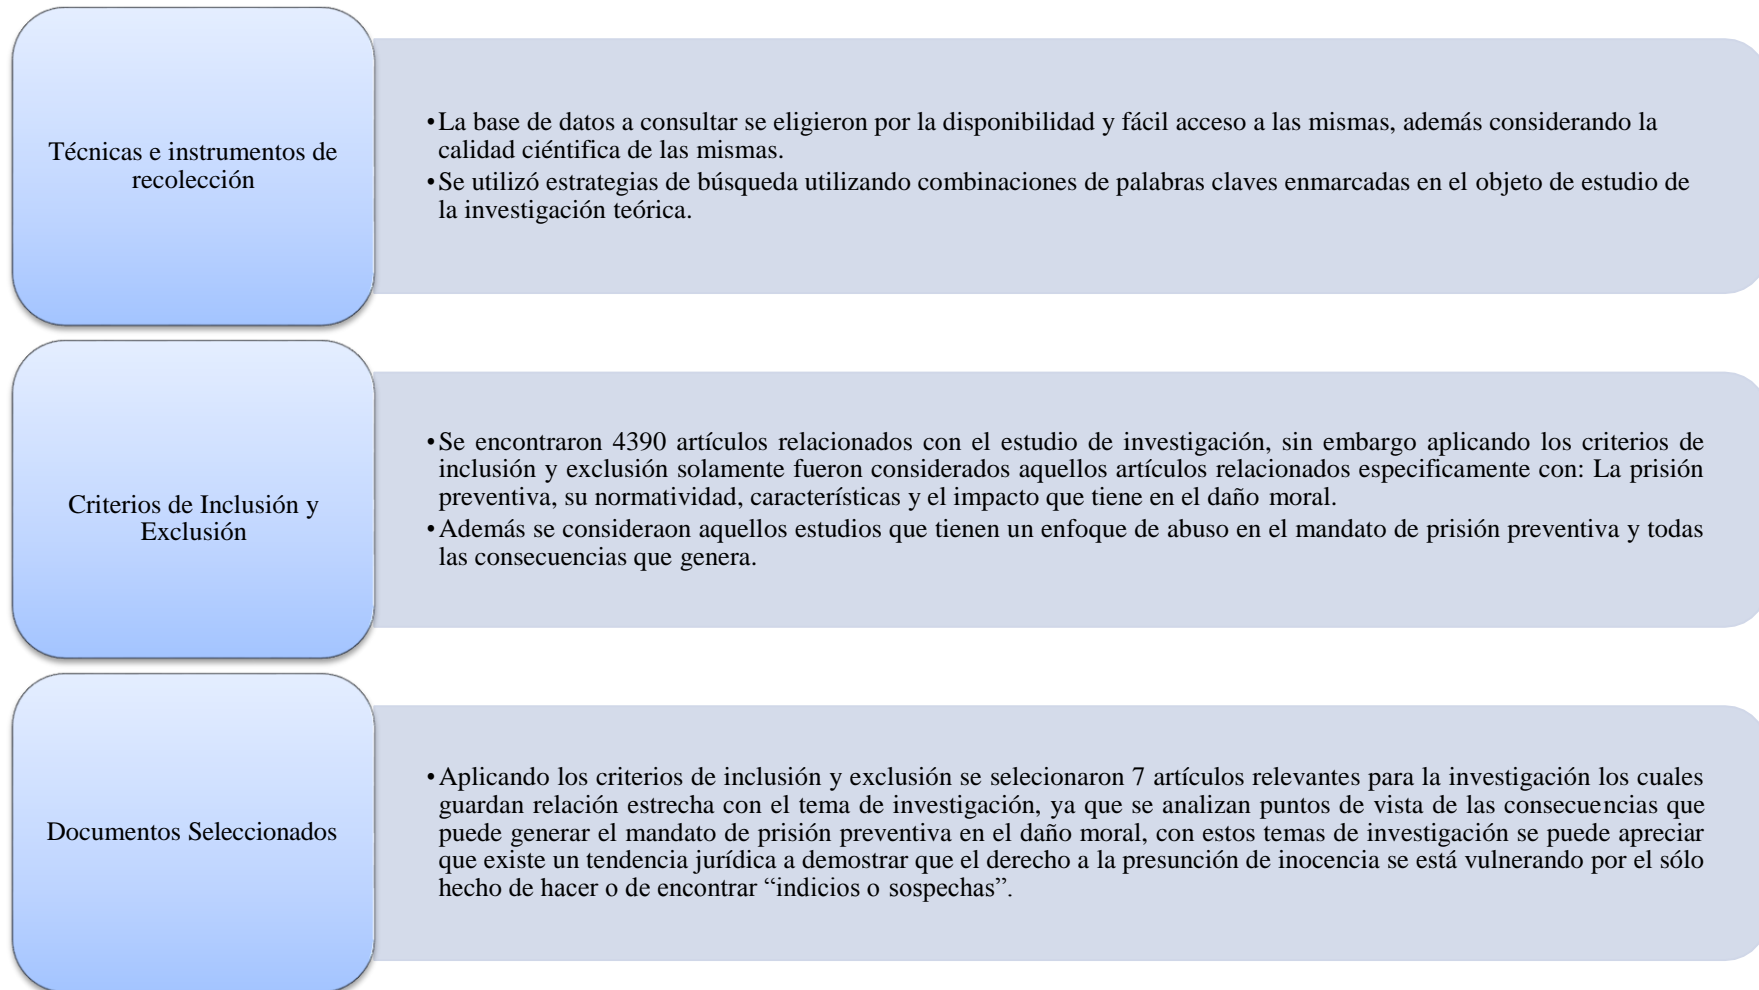 Técnicas e instrumentos de
recolección
•La base de datos a consultar se eligieron por la disponibilidad y fácil acceso a las mismas, además considerando la
calidad ciéntifica de las mismas.
•Se utilizó estrategias de búsqueda utilizando combinaciones de palabras claves enmarcadas en el objeto de estudio de
la investigación teórica.
Criterios de Inclusión y
Exclusión
•Se encontraron 4390 artículos relacionados con el estudio de investigación, sin embargo aplicando los criterios de
inclusión y exclusión solamente fueron considerados aquellos artículos relacionados especificamente con: La prisión
preventiva, su normatividad, características y el impacto que tiene en el daño moral.
•Además se consideraon aquellos estudios que tienen un enfoque de abuso en el mandato de prisión preventiva y todas
las consecuencias que genera.
Documentos Seleccionados
•Aplicando los criterios de inclusión y exclusión se selecionaron 7 artículos relevantes para la investigación los cuales
guardan relación estrecha con el tema de investigación, ya que se analizan puntos de vista de las consecuencias que
puede generar el mandato de prisión preventiva en el daño moral, con estos temas de investigación se puede apreciar
que existe un tendencia jurídica a demostrar que el derecho a la presunción de inocencia se está vulnerando por el sólo
hecho de hacer o de encontrar “indicios o sospechas”.